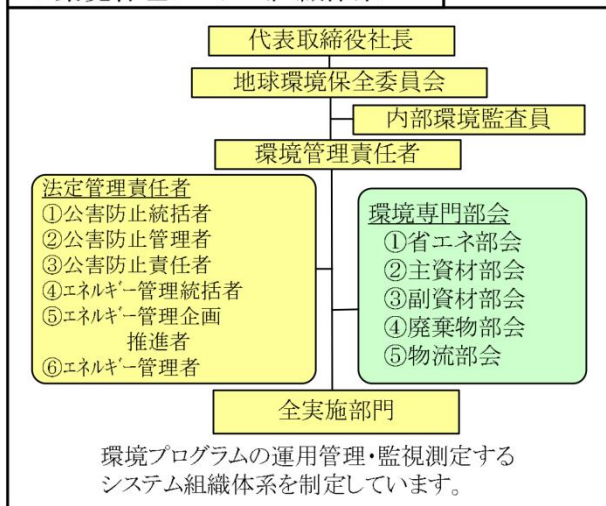 代表取締役社長
地球環境保全委員会
内部環境監査員
環境管理責任者
法定管理責任者
①公害防止統括者
②公害防止管理者
③公害防止責任者
④エネルギー管理統括者
⑤エネルギー管理企画
推進者
⑥エネルギー管理者
環境専門部会
①省エネ部会
②主資材部会
③副資材部会
④廃棄物部会
⑤物流部会
全実施部門
環境プログラムの運用管理・監視測定する
システム組織体系を制定しています。